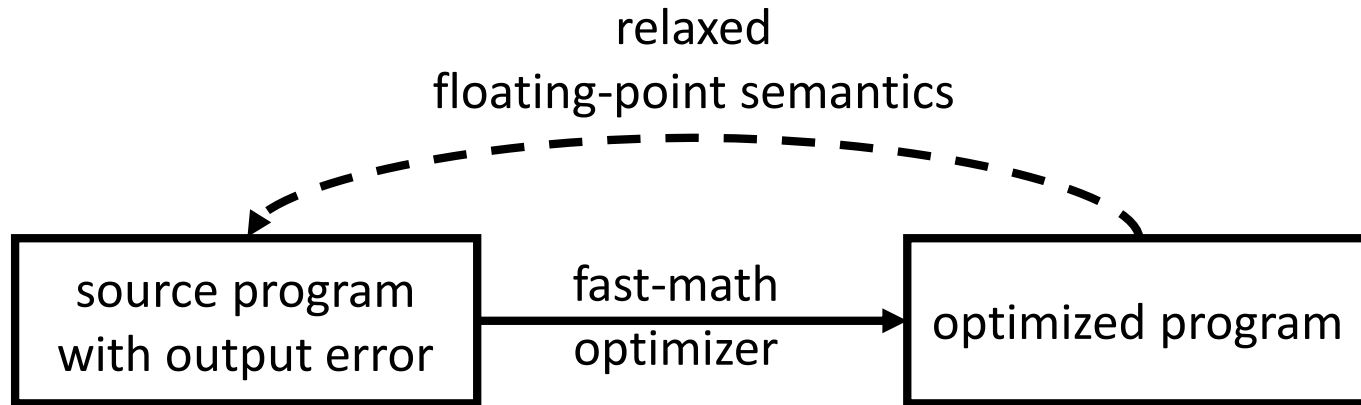 relaxed
floating-point semantics
source program
with output error
fast-math
optimizer
optimized program